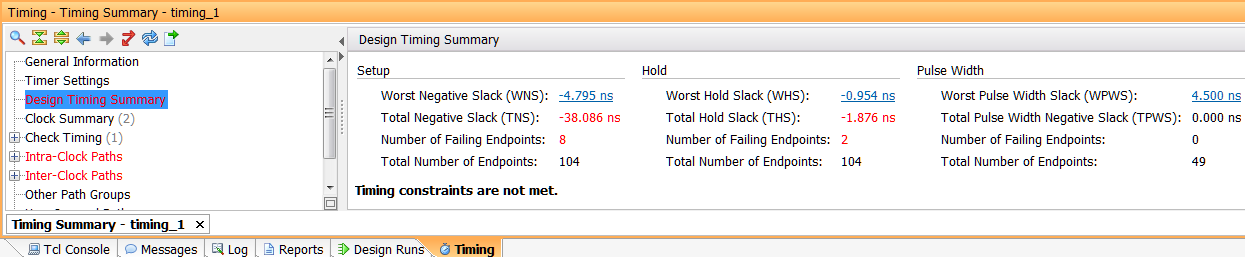 Timing - Timing Summary - timing_1
General Information
Timer Settings
Design Timing Summary
Clock Summary (2)
Check Timing (1)
Intra-Clock Paths
Inter-Clock Paths
Other Path Groups
Design Timing Summary
Setup
Worst Negative Slack (WNS): -4.795 ns
Total Negative Slack (TNS): -38.086 ns
Number of Failing Endpoints: 8
Total Number of Endpoints: 104
Hold
Worst Hold Slack (WHS): -0.954 ns
Total Hold Slack (THS): -1.876 ns
Number of Failing Endpoints: 2
Total Number of Endpoints: 104
Pulse Width
Worst Pulse Width Slack (WPWS): 4.500 ns
Total Pulse Width Negative Slack (TPWS): 0.000 ns
Number of Failing Endpoints: 0
Total Number of Endpoints: 49
Timing constraints are not met.
Timing Summary - timing_1
Tcl Console Messages Log Reports Design Runs Timing